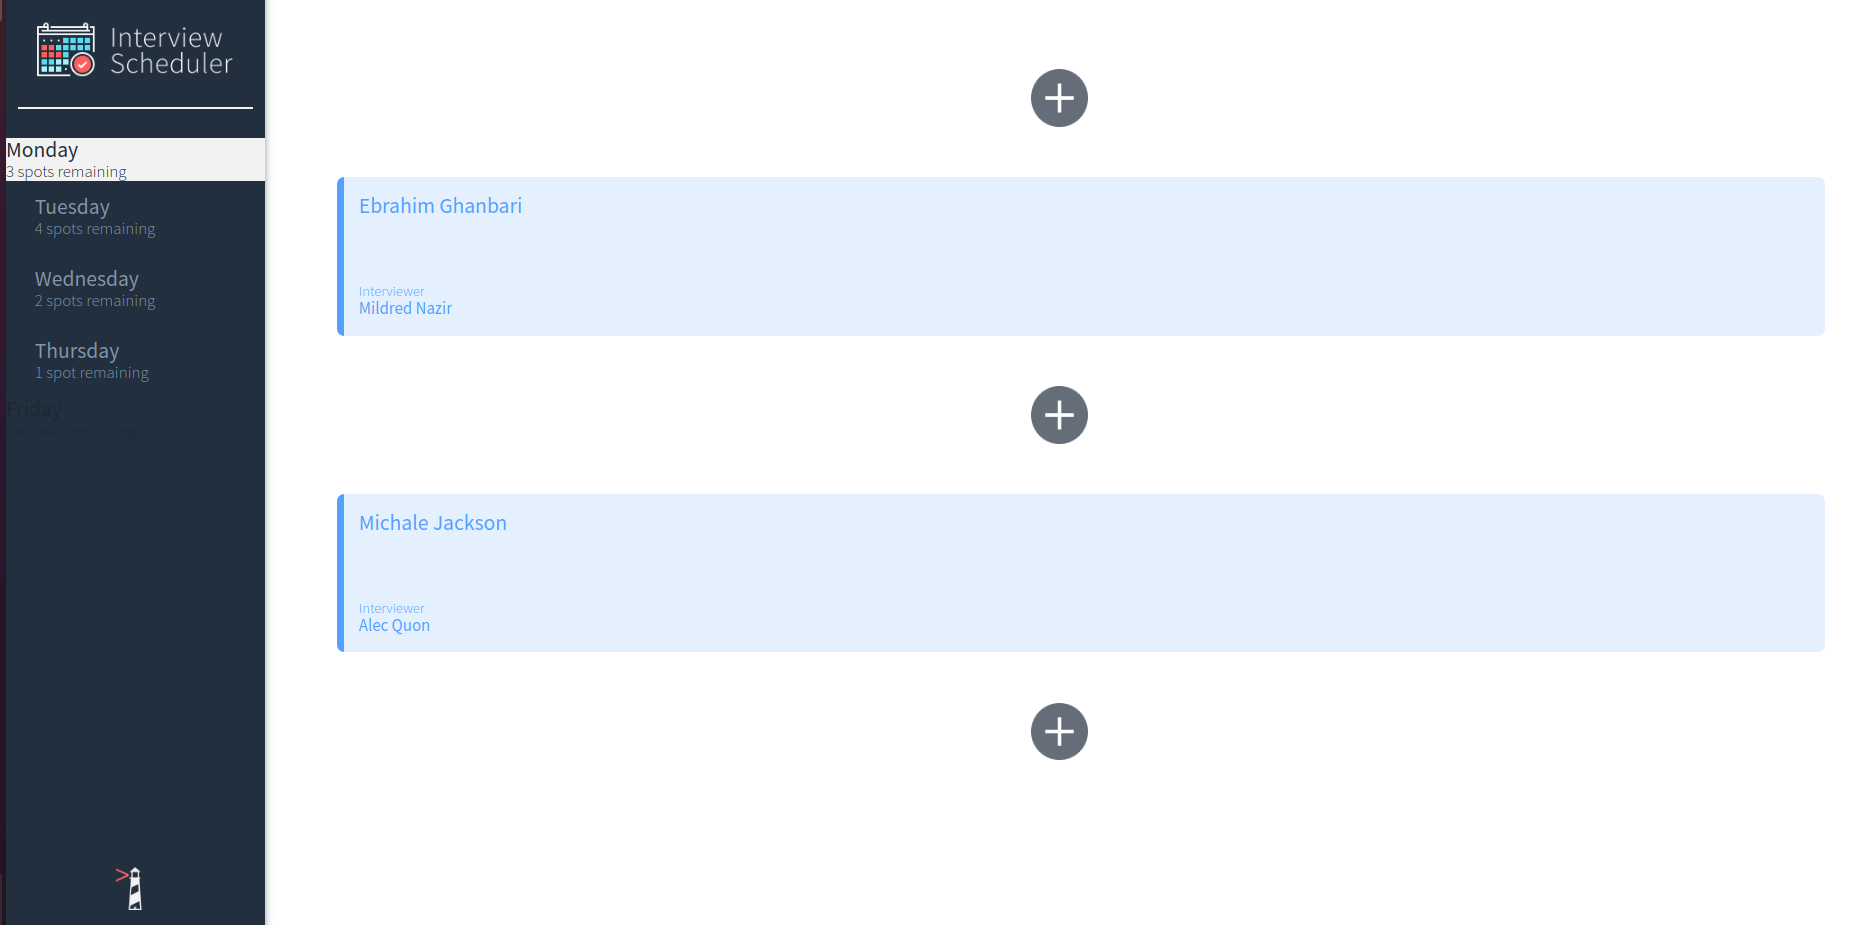 Interview
Scheduler
Monday
3 spots remaining
Tuesday
4 spots remaining
Wednesday
2 spots remaining
Thursday
1 spot remaining
Friday
no spots remaining
Ebrahim Ghanbari
Interviewer
Mildred Nazir
Michale Jackson
Interviewer
Alec Quon